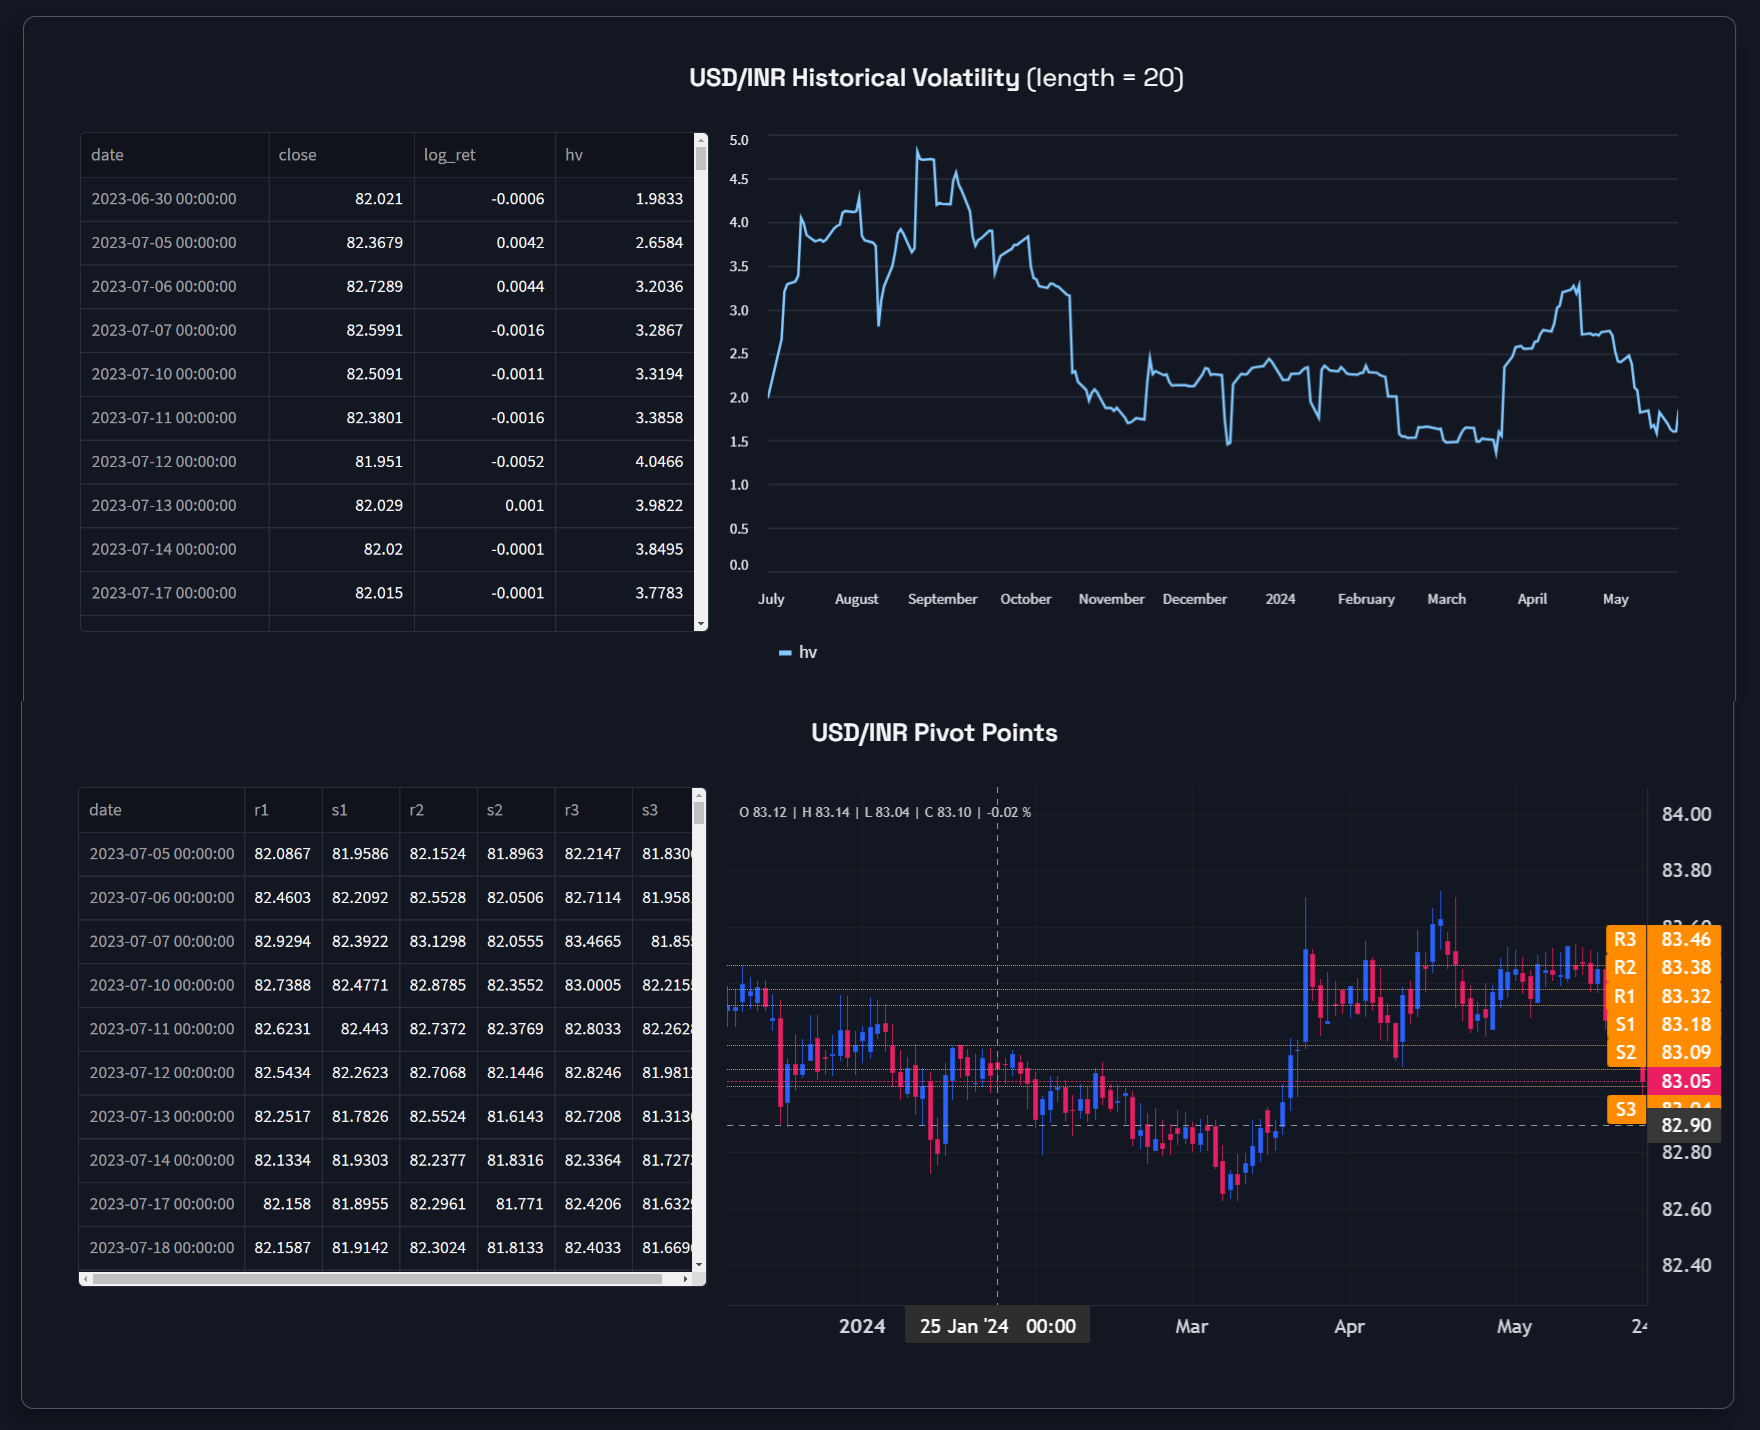 USD/INR Historical Volatility (length = 20)
date close log_ret hv
2023-06-30 00:00:00 82.021 -0.0006 1.9833
2023-07-05 00:00:00 82.3679 0.0042 2.6584
2023-07-06 00:00:00 82.7289 0.0044 3.2036
2023-07-07 00:00:00 82.5991 -0.0016 3.2867
2023-07-10 00:00:00 82.5091 -0.0011 3.3194
2023-07-11 00:00:00 82.3801 -0.0016 3.3858
2023-07-12 00:00:00 81.951 -0.0052 4.0466
2023-07-13 00:00:00 82.029 0.001 3.9822
2023-07-14 00:00:00 82.02 -0.0001 3.8495
2023-07-17 00:00:00 82.015 -0.0001 3.7783
5.0
4.5
4.0
3.5
3.0
2.5
2.0
1.5
1.0
0.5
0.0
July August September October November December 2024 February March April May
hv
USD/INR Pivot Points
date r1 s1 r2 s2 r3 s3
2023-07-05 00:00:00 82.0867 81.9586 82.1524 81.8963 82.2147 81.830
2023-07-06 00:00:00 82.4603 82.2092 82.5528 82.0506 82.7114 81.958
2023-07-07 00:00:00 82.9294 82.3922 83.1298 82.0555 83.4665 81.85
2023-07-10 00:00:00 82.7388 82.4771 82.8785 82.3552 83.0005 82.215
2023-07-11 00:00:00 82.6231 82.443 82.7372 82.3769 82.8033 82.262
2023-07-12 00:00:00 82.5434 82.2623 82.7068 82.1446 82.8246 81.981
2023-07-13 00:00:00 82.2517 81.7826 82.5524 81.6143 82.7208 81.313
2023-07-14 00:00:00 82.1334 81.9303 82.2377 81.8316 82.3364 81.727
2023-07-17 00:00:00 82.158 81.8955 82.2961 81.771 82.4206 81.632
2023-07-18 00:00:00 82.1587 81.9142 82.3024 81.8133 82.4033 81.669
O 83.12 | H 83.14 | L 83.04 | C 83.10 | -0.02 %
84.00
83.80
R3 83.46
R2 83.38
R1 83.32
S1 83.18
S2 83.09
83.05
S3
82.90
82.80
82.60
82.40
2024 25 Jan '24 00:00 Mar Apr May